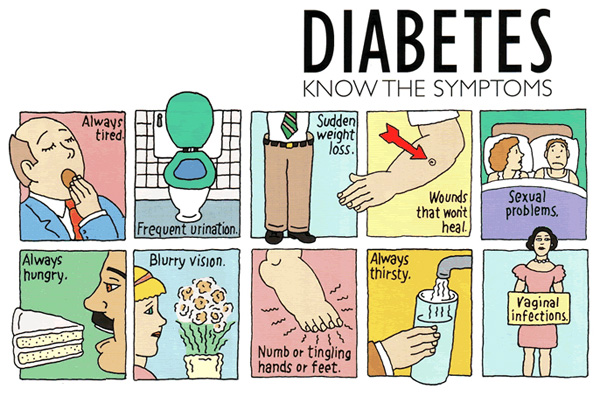 DIABETES
KNOW THE SYMPTOMS
Always
tired.
Frequent urination.
Sudden
weight
loss.
Wounds
that won't
heal.
Sexual
problems.
Always
hungry.
Blurry vision.
Numb or tingling
hands or feet.
Always
thirsty.
Vaginal
infections.